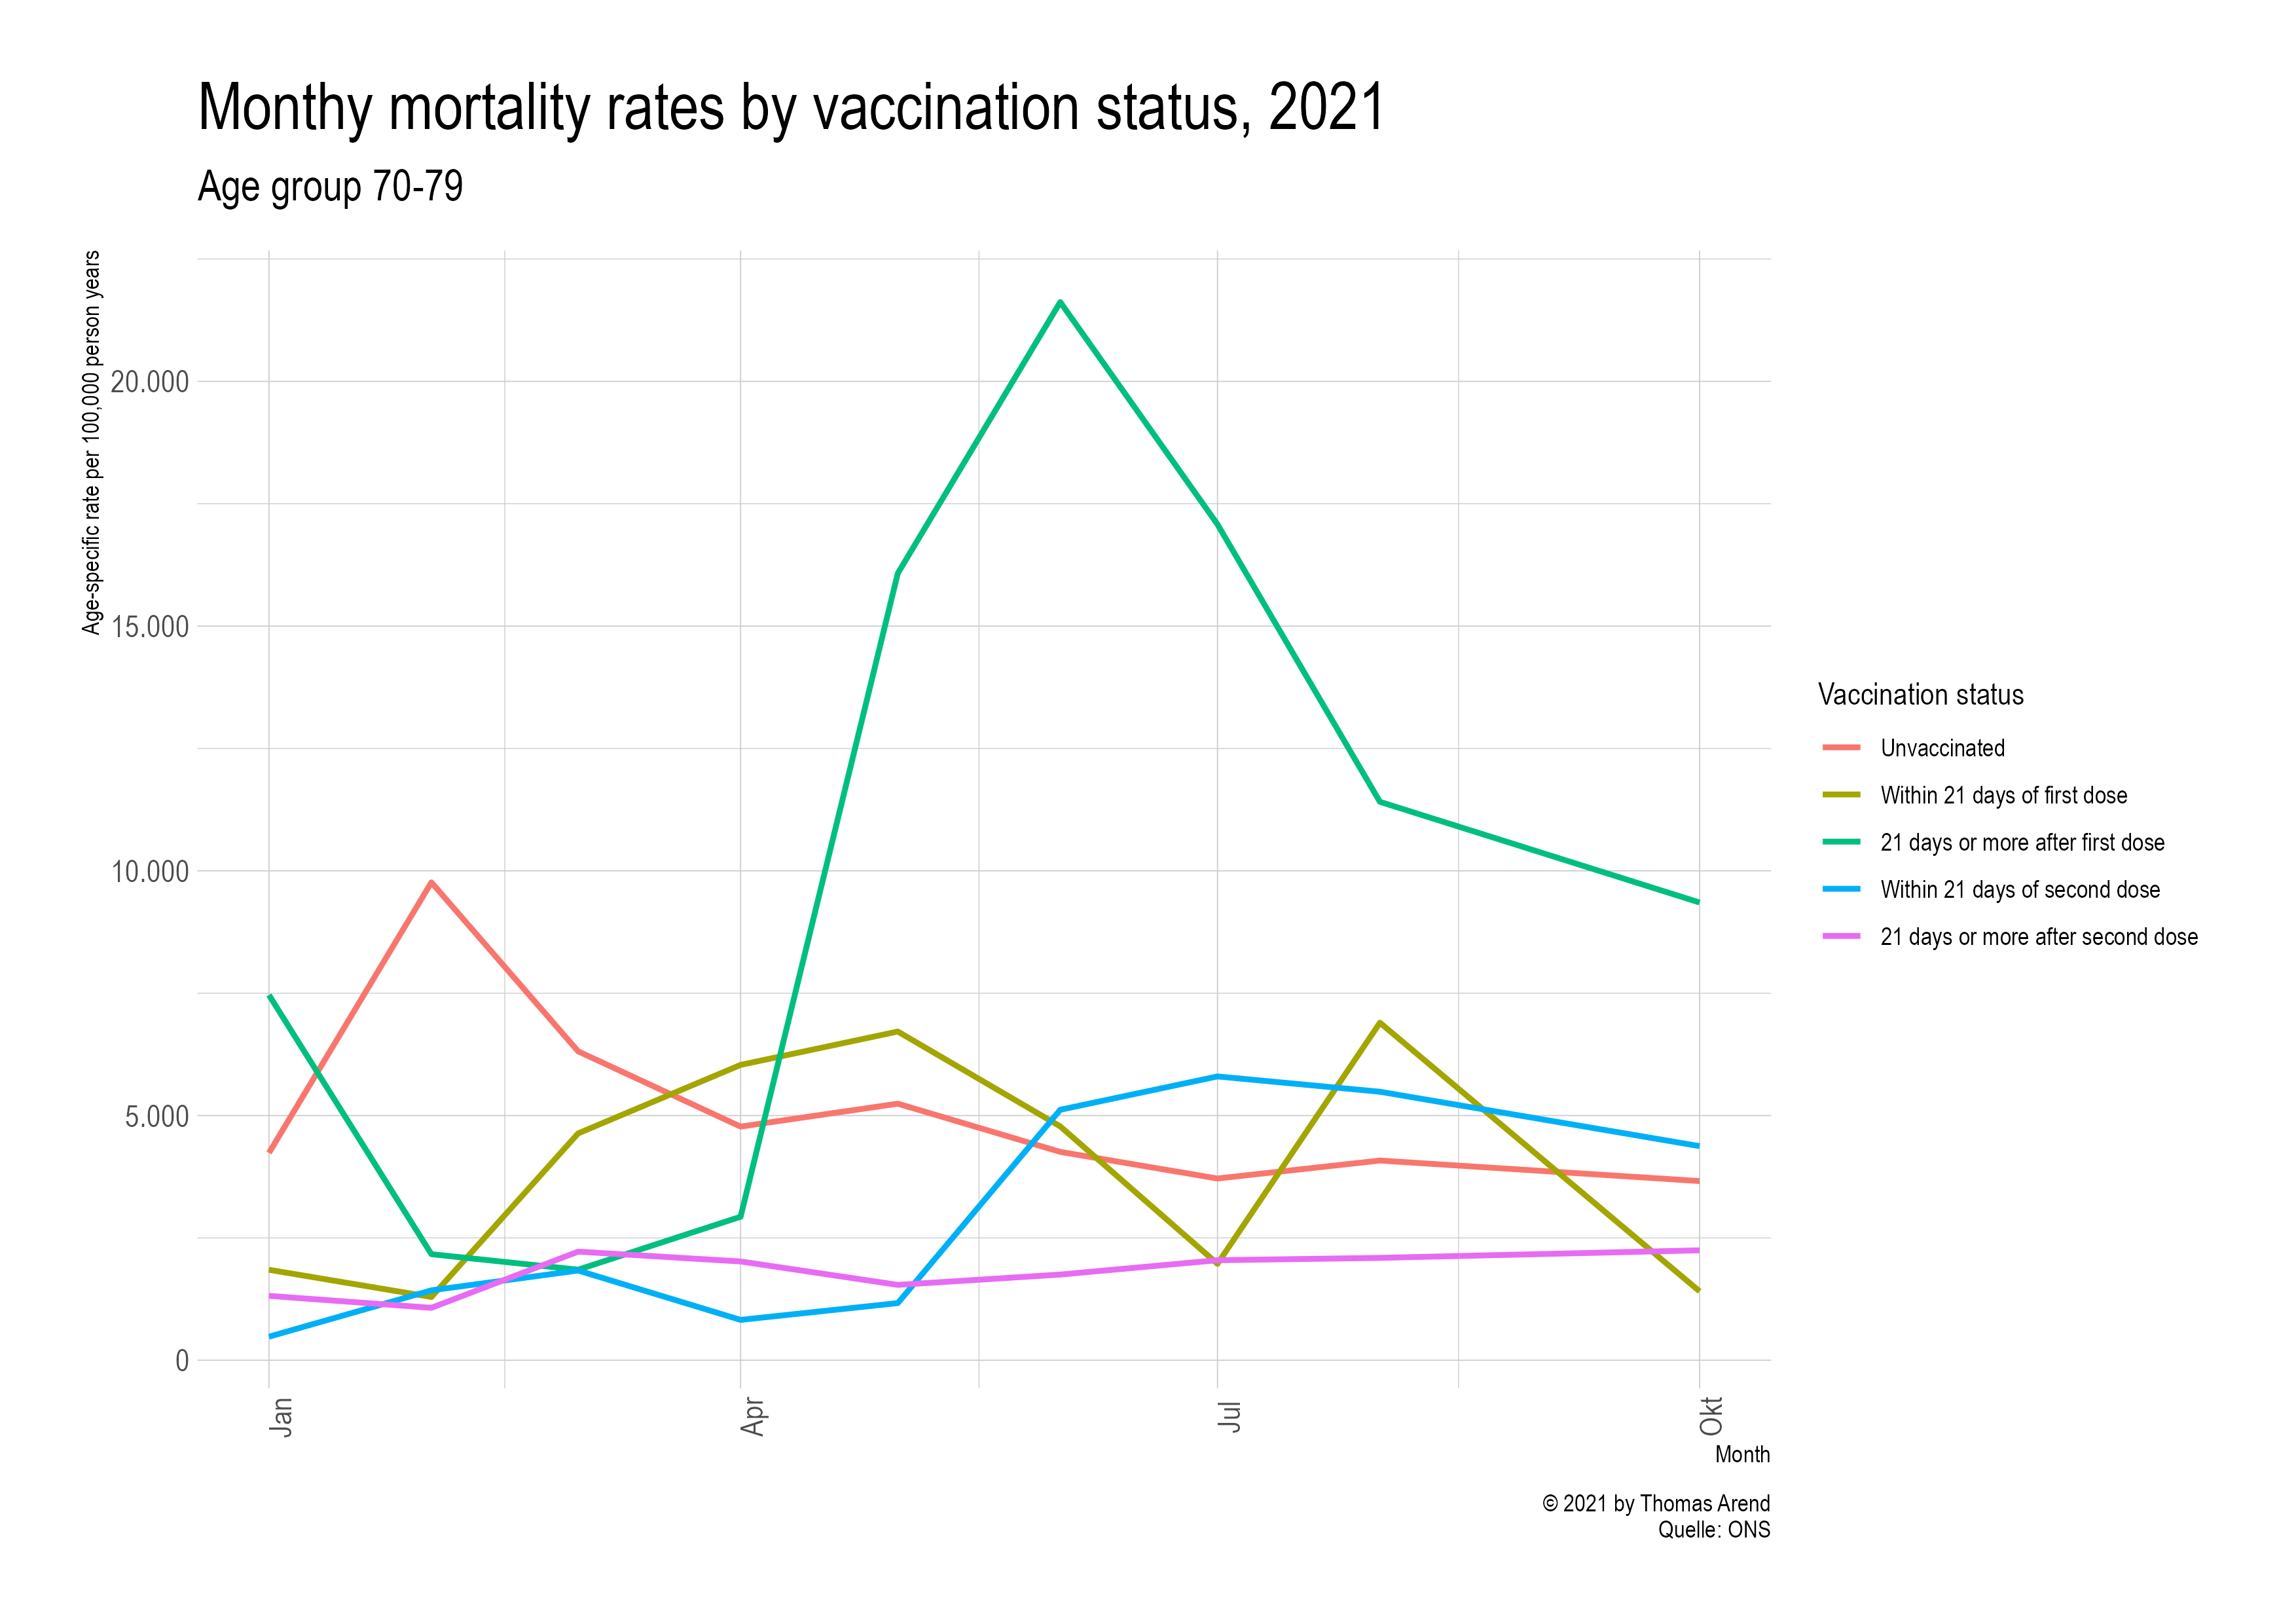 Monthy mortality rates by vaccination status, 2021
Age group 70-79
Age-specific rate per 100,000 person years
20.000
15.000
10.000
5.000
0
Jan
Apr
Jul
Okt
Month
Vaccination status
Unvaccinated
Within 21 days of first dose
21 days or more after first dose
Within 21 days of second dose
21 days or more after second dose
© 2021 by Thomas Arend
Quelle: ONS